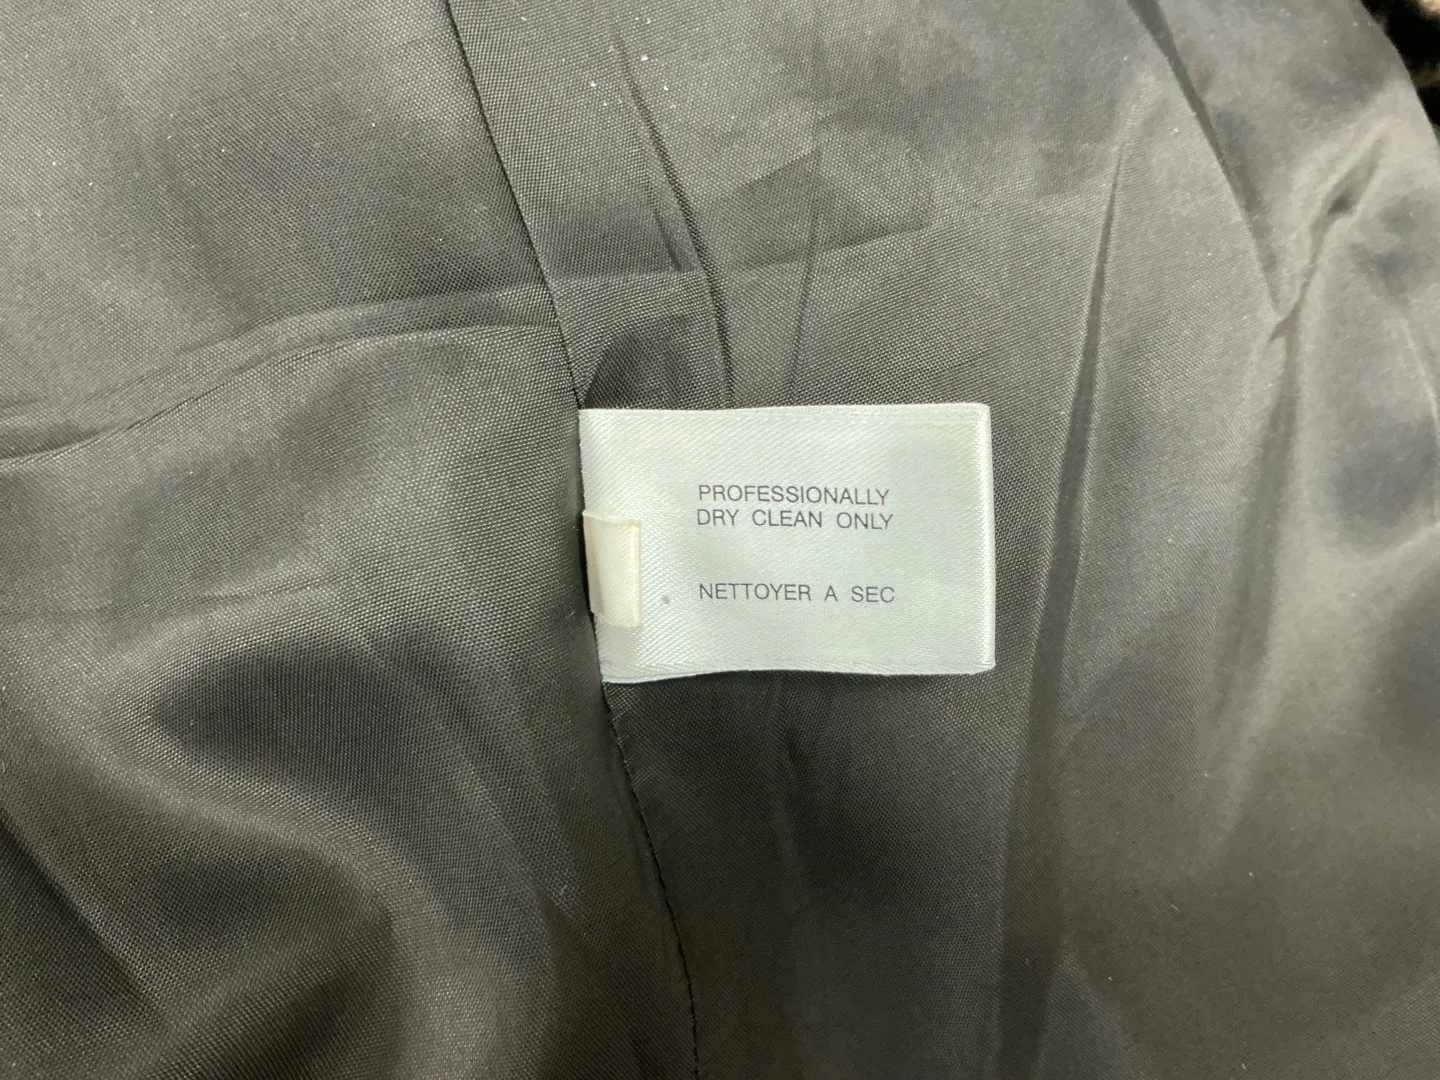 PROFESSIONALLY
DRY CLEAN ONLY
NETTOYER A SEC